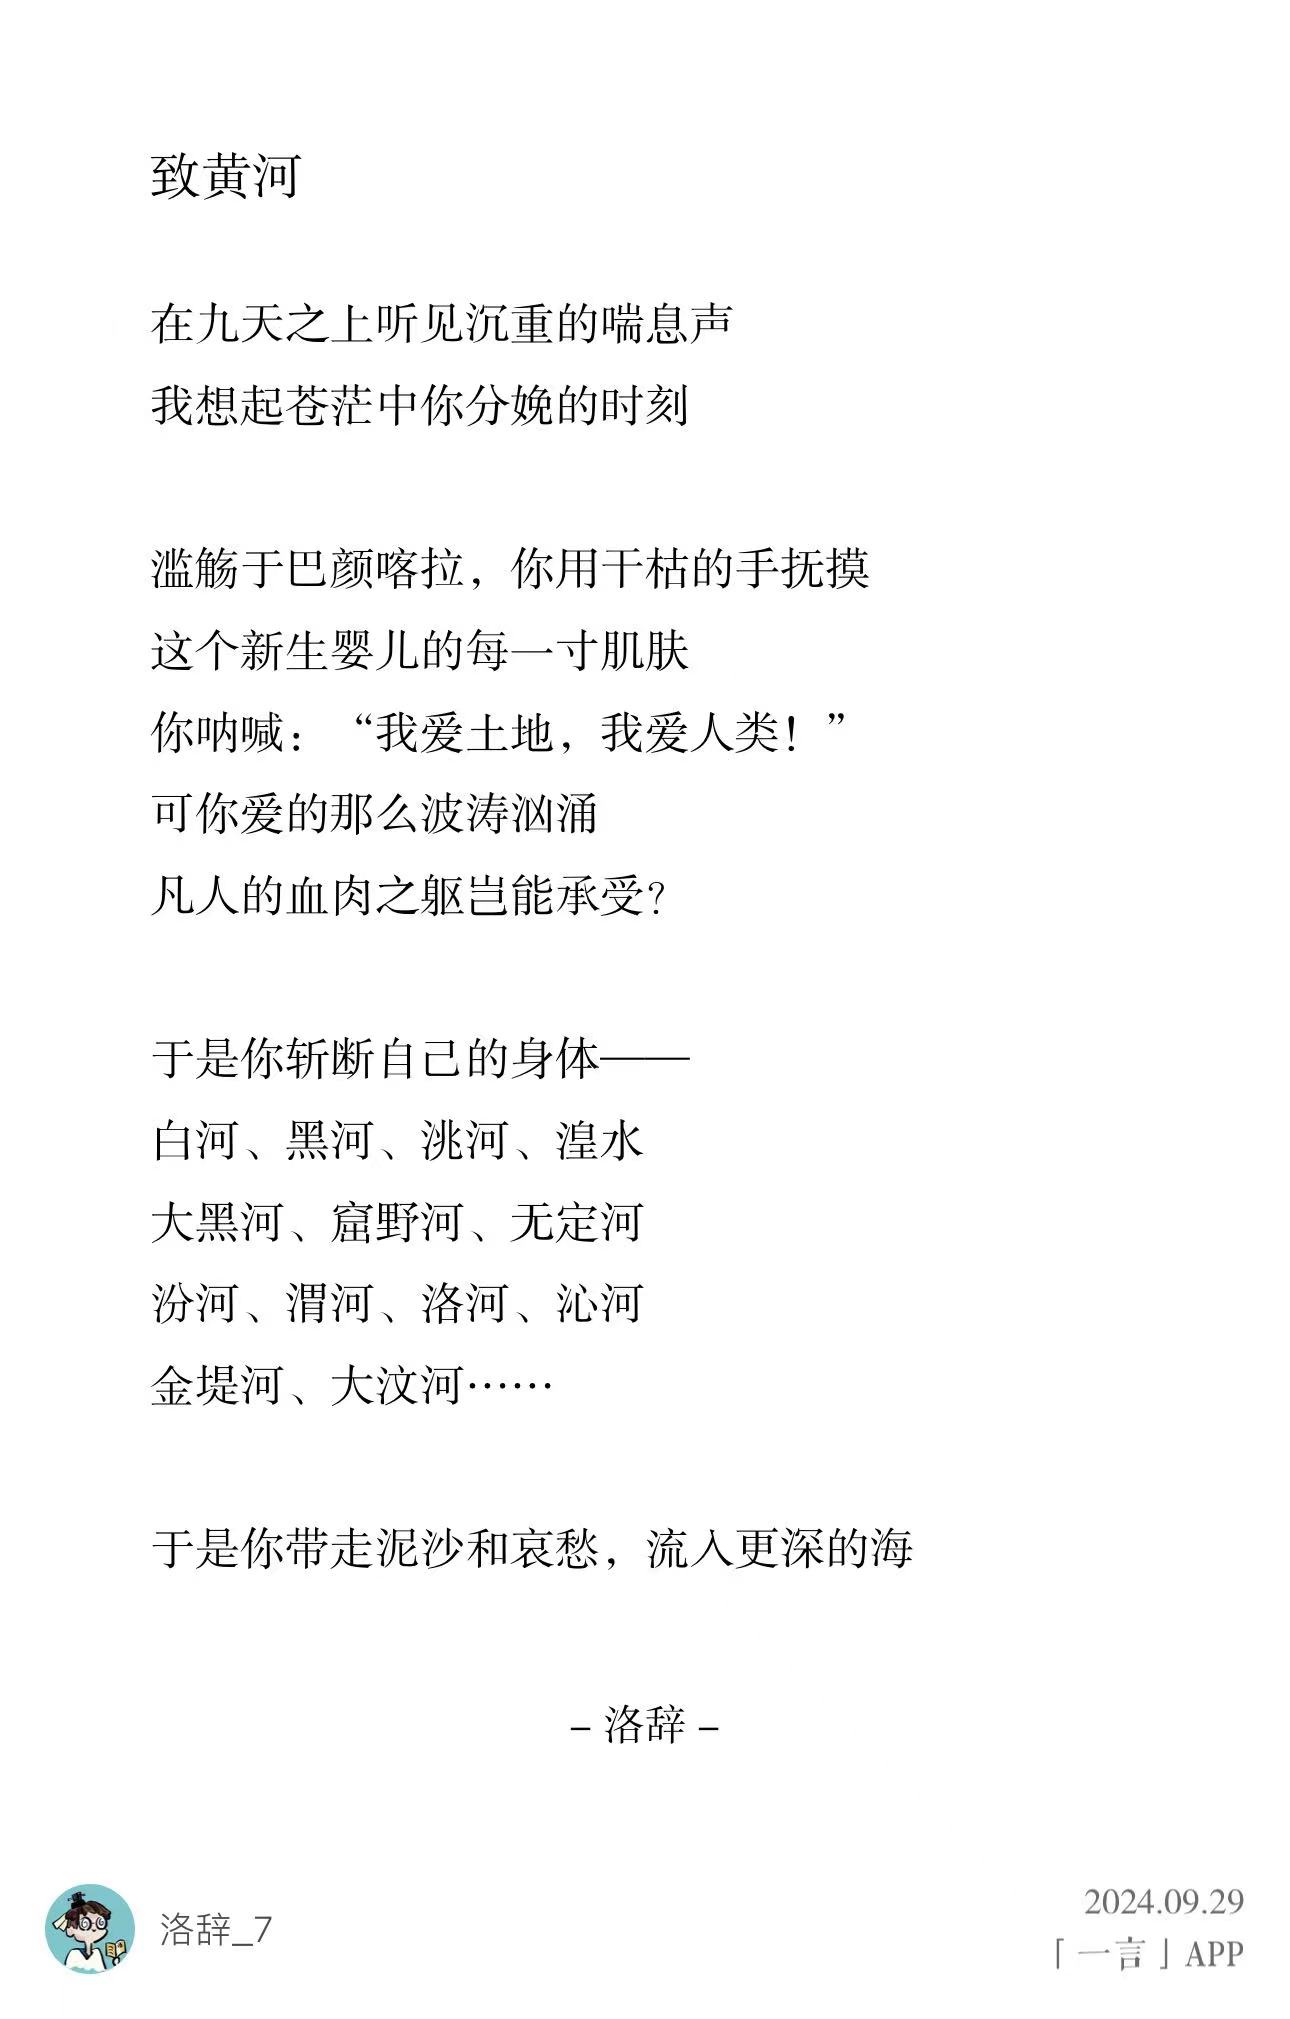 致黄河
在九天之上听见沉重的喘息声
我想起苍茫中你分娩的时刻
滥觞于巴颜喀拉，你用干枯的手抚摸
这个新生婴儿的每一寸肌肤
你呐喊：“我爱土地，我爱人类！”
可你爱的那么波涛汹涌
凡人的血肉之躯岂能承受？
于是你斩断自己的身体——
白河、黑河、洮河、湟水
大黑河、窟野河、无定河
汾河、渭河、洛河、沁河
金堤河、大汶河……
于是你带走泥沙和哀愁，流入更深的海
– 洛辞 –
洛辞_7
2024.09.29
「一言」APP